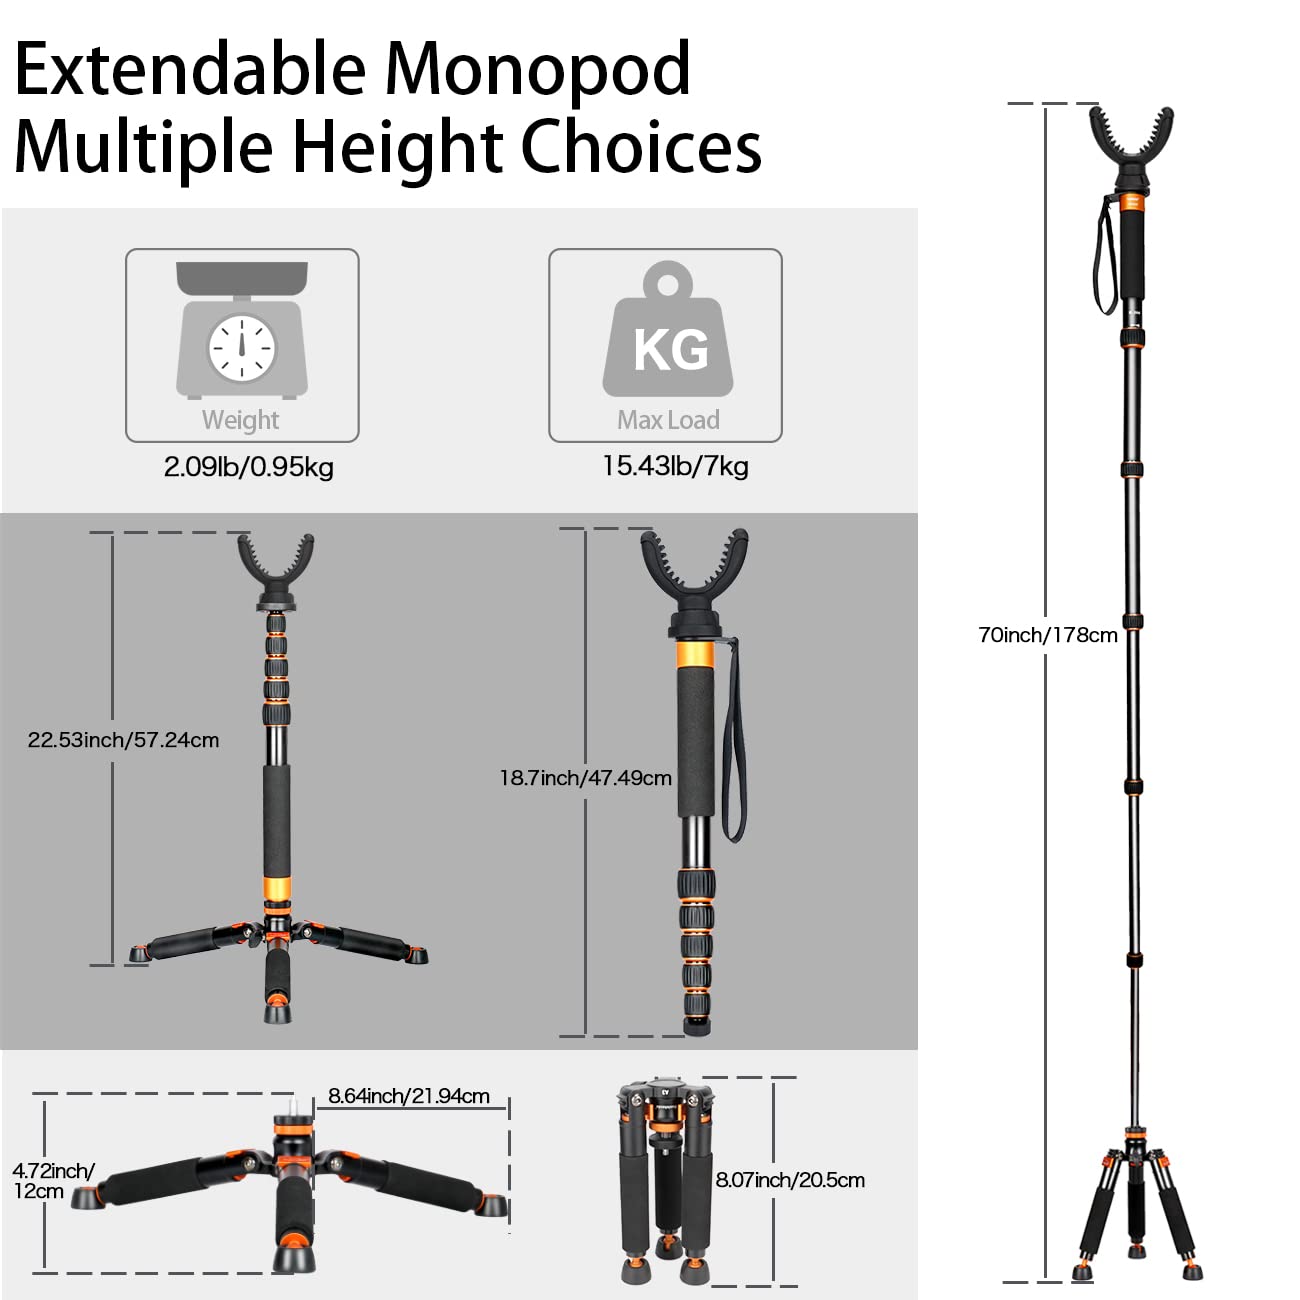 Extendable Monopod
Multiple Height Choices
KG
Weight
Max Load
2.09lb/0.95kg
15.43lb/7kg
22.53inch/57.24cm
18.7inch/47.49cm
70inch/178cm
8.64inch/21.94cm
4.72inch/
12cm
8.07inch/20.5cm